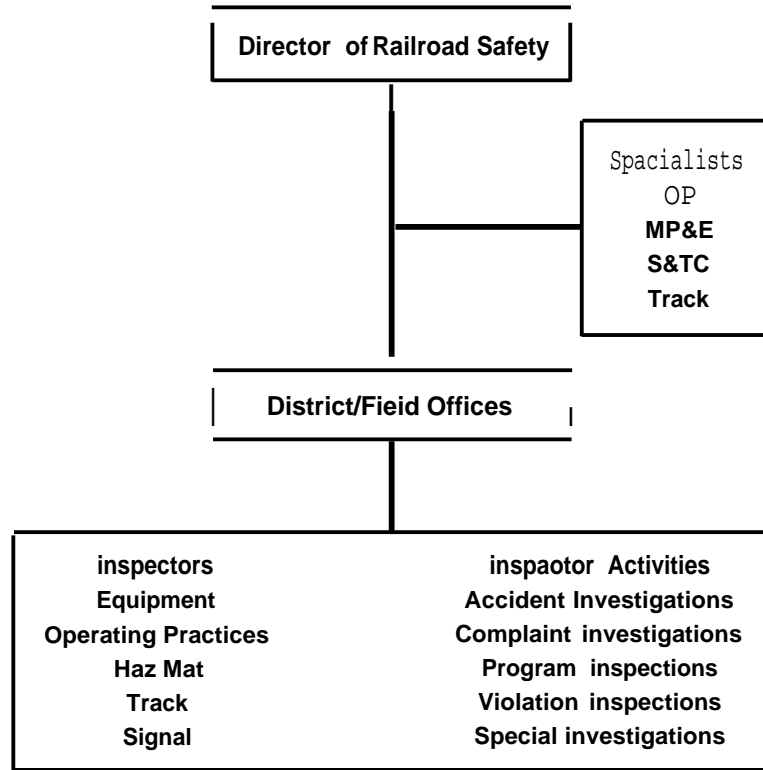 Director of Railroad Safety
Spacialists
OP
MP&E
S&TC
Track
District/Fieid Offices
inspectors
Equipment
Operating Practices
Haz Mat
Track
Signal
inspaotor Activities
Accident Investigations
Complaint investigations
Program inspections
Violation inspections
Special investigations